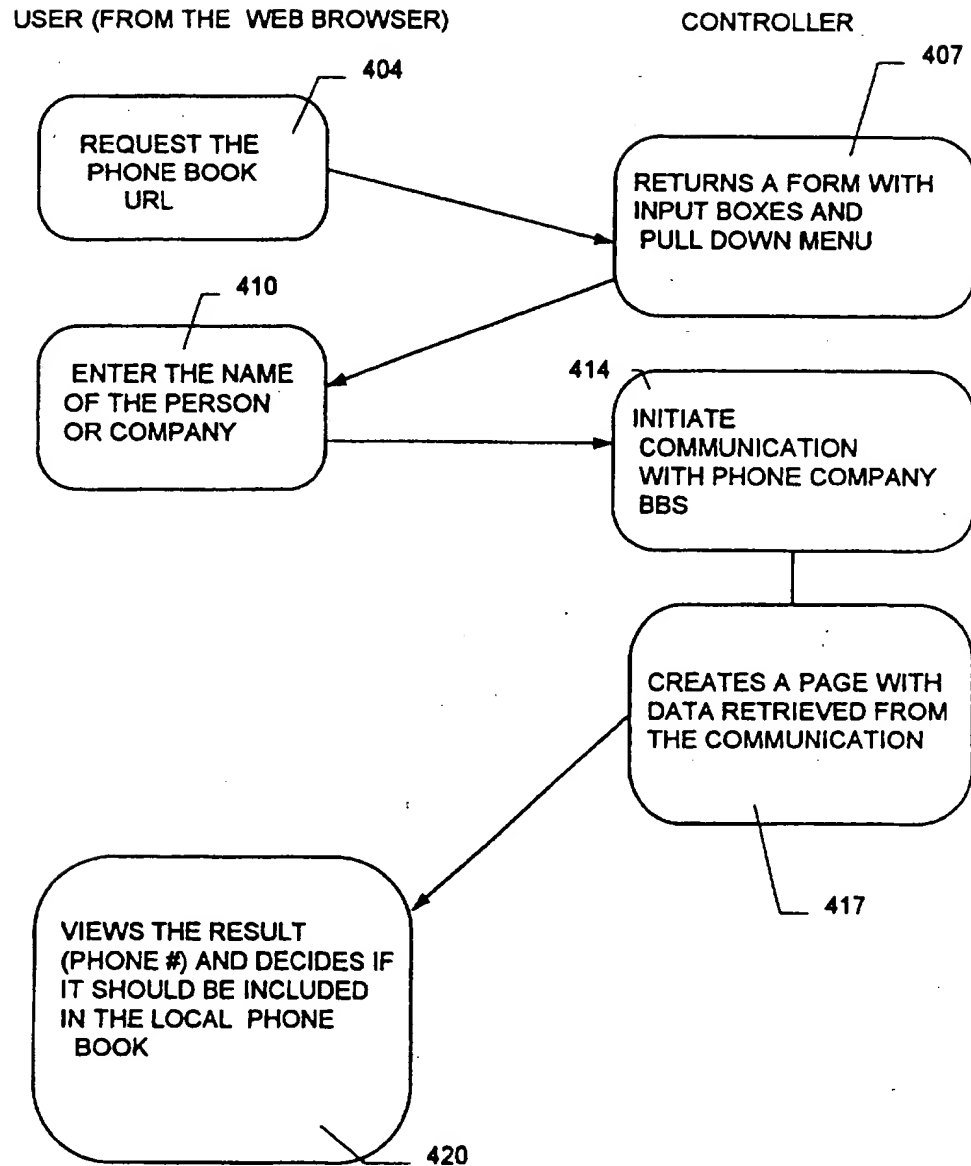 USER (FROM THE WEB BROWSER)
CONTROLLER
404
407
REQUEST THE
PHONE BOOK
URL
RETURNS A FORM WITH
INPUT BOXES AND
PULL DOWN MENU
410
ENTER THE NAME
OF THE PERSON
OR COMPANY
414
INITIATE
COMMUNICATION
WITH PHONE COMPANY
BBS
CREATES A PAGE WITH
DATA RETRIEVED FROM
THE COMMUNICATION
417
VIEWS THE RESULT
(PHONE #) AND DECIDES IF
IT SHOULD BE INCLUDED
IN THE LOCAL PHONE
BOOK
420